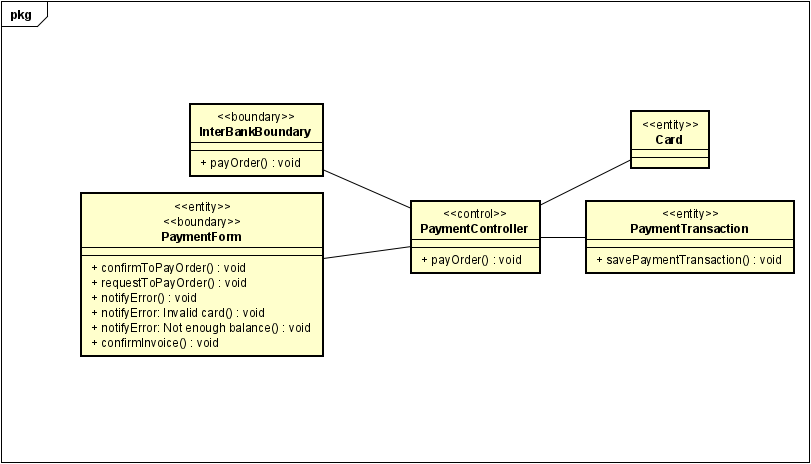 pkg
<<boundary>>
InterBankBoundary
+ payOrder() : void
<<entity>>
Card
<<entity>>
<<boundary>>
PaymentForm
+ confirmToPayOrder() : void
+ requestToPayOrder() : void
+ notifyError() : void
+ notifyError: Invalid card() : void
+ notifyError: Not enough balance() : void
+ confirmInvoice() : void
<<control>>
PaymentController
+ payOrder() : void
<<entity>>
PaymentTransaction
+ savePaymentTransaction() : void